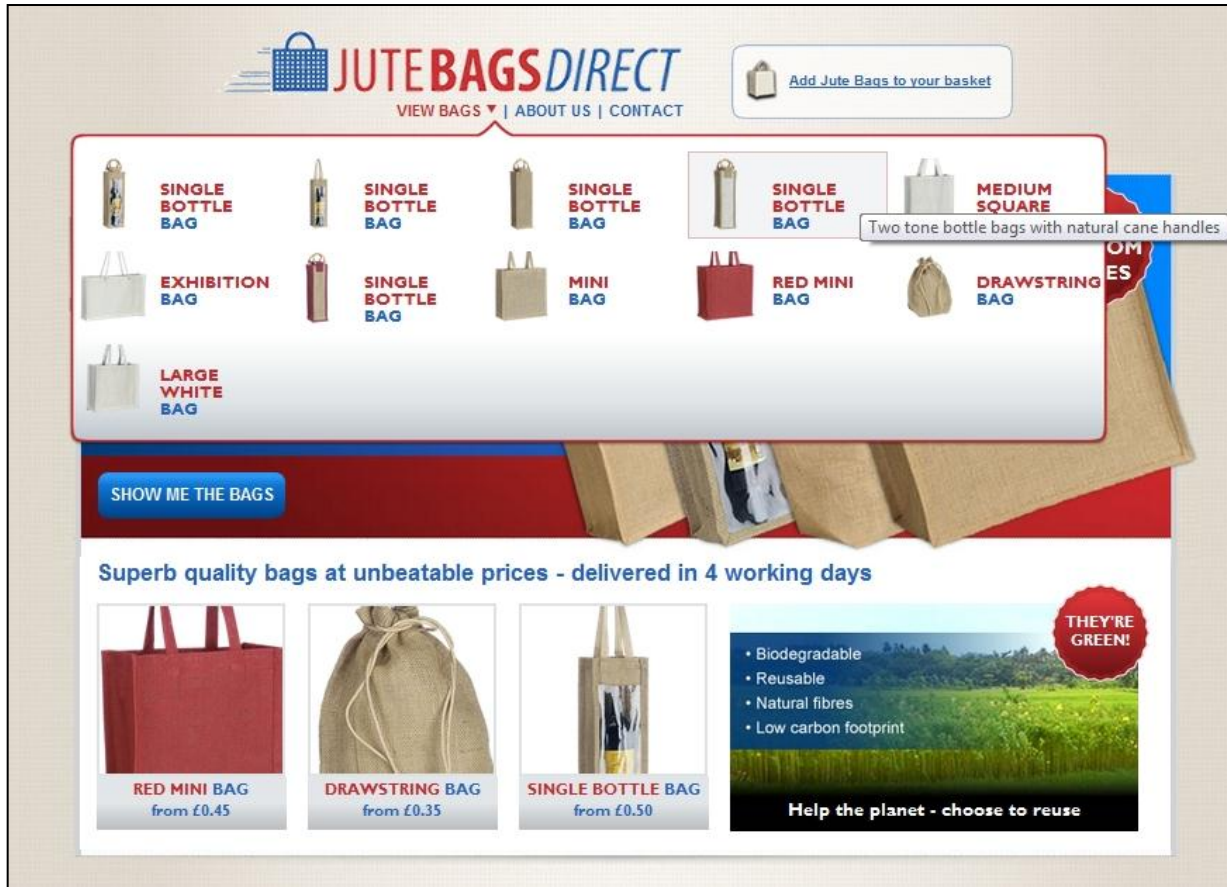 JUTEBAGSDIRECT
Add Jute Bags to your basket
VIEW BAGS ▼ | ABOUT US | CONTACT
SINGLE
BOTTLE
BAG
SINGLE
BOTTLE
BAG
SINGLE
BOTTLE
BAG
SINGLE
BOTTLE
BAG
MEDIUM
SQUARE
Two tone bottle bags with natural cane handles
EXHIBITION
BAG
SINGLE
BOTTLE
BAG
MINI
BAG
RED MINI
BAG
DRAWSTRING
BAG
LARGE
WHITE
BAG
SHOW ME THE BAGS
Superb quality bags at unbeatable prices - delivered in 4 working days
RED MINI BAG
from £0.45
DRAWSTRING BAG
from £0.35
SINGLE BOTTLE BAG
from £0.50
THEY'RE
GREEN!
• Biodegradable
• Reusable
• Natural fibres
• Low carbon footprint
Help the planet - choose to reuse